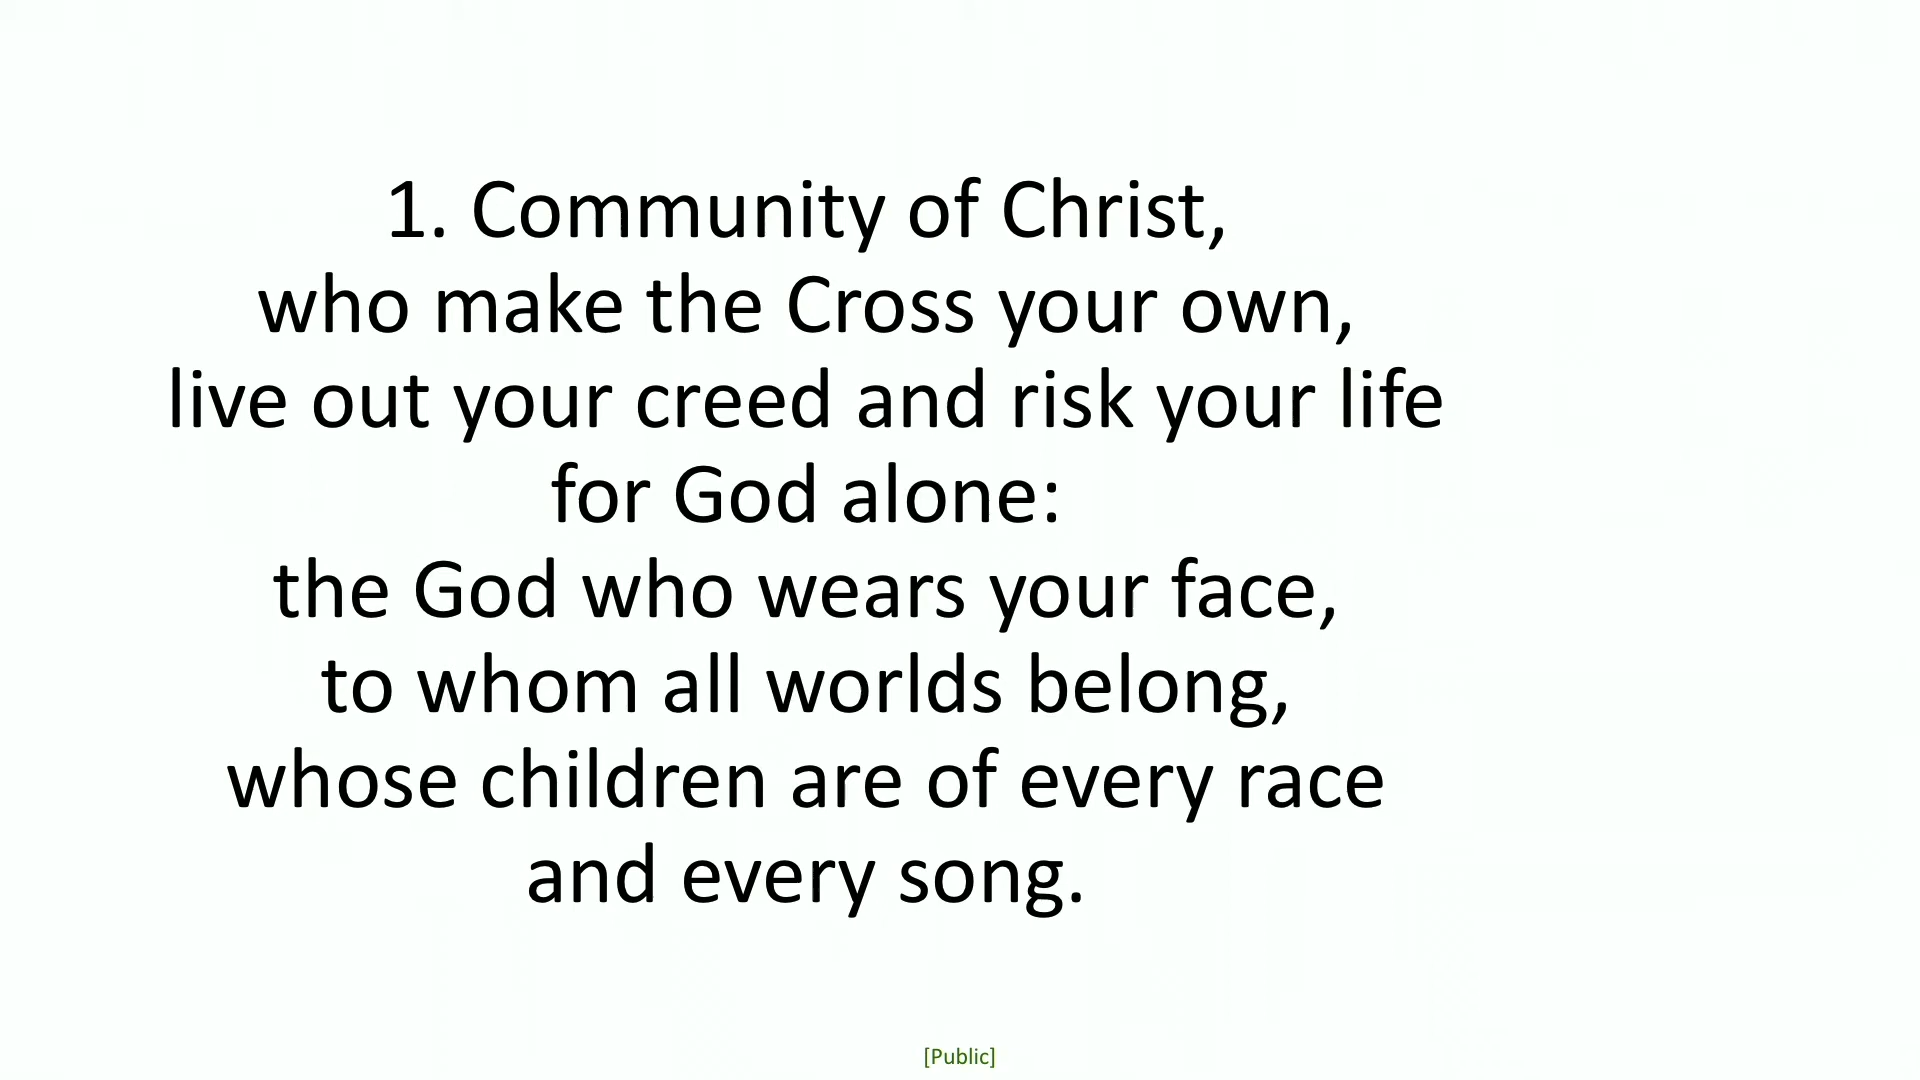 1. Community of Christ,
who make the Cross your own,
live out your creed and risk your life
for God alone:
the God who wears your face,
to whom all worlds belong,
whose children are of every race
and every song.
[Public]